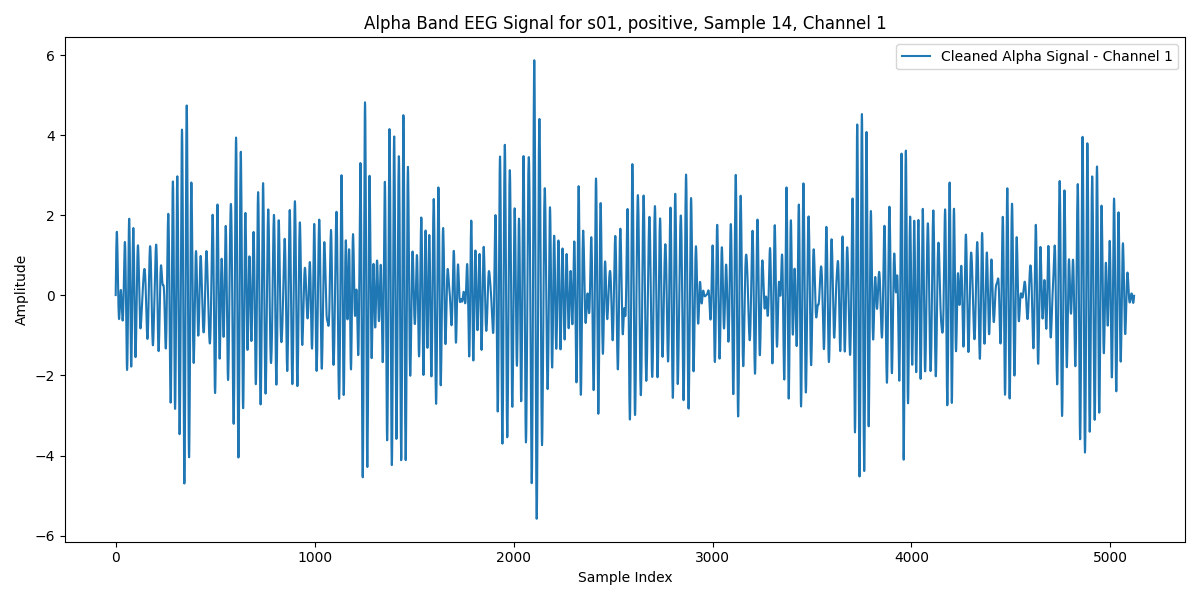 Alpha Band EEG Signal for s01, positive, Sample 14, Channel 1
Cleaned Alpha Signal - Channel 1
6
4
2
0
−2
−4
−6
Amplitude
0 1000 2000 3000 4000 5000
Sample Index